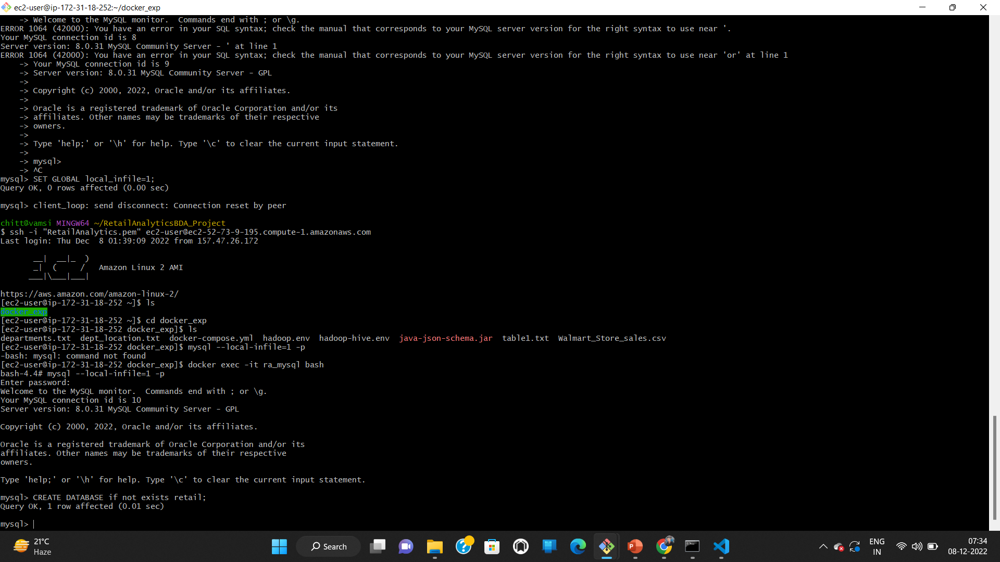 ec2-user@ip-172-31-18-252:~/docker_exp
    -> Welcome to the MySQL monitor.  Commands end with ; or \g.
ERROR 1064 (42000): You have an error in your SQL syntax; check the manual that corresponds to your MySQL server version for the right syntax to use near '.
Your MySQL connection id is 8
Server version: 8.0.31 MySQL Community Server - ' at line 1
ERROR 1064 (42000): You have an error in your SQL syntax; check the manual that corresponds to your MySQL server version for the right syntax to use near 'or' at line 1
    -> Your MySQL connection id is 9
    -> Server version: 8.0.31 MySQL Community Server - GPL
    ->
    -> Copyright (c) 2000, 2022, Oracle and/or its affiliates.
    ->
    -> Oracle is a registered trademark of Oracle Corporation and/or its
    -> affiliates. Other names may be trademarks of their respective
    -> owners.
    ->
    -> Type 'help;' or '\h' for help. Type '\c' to clear the current input statement.
    ->
    -> mysql>
    -> ^C
mysql> SET GLOBAL local_infile=1;
Query OK, 0 rows affected (0.00 sec)
mysql> client_loop: send disconnect: Connection reset by peer
chitt@vamsi MINGW64 ~/RetailAnalyticsBDA_Project
$ ssh -i "RetailAnalytics.pem" ec2-user@ec2-52-73-9-195.compute-1.amazonaws.com
Last login: Thu Dec  8 01:39:09 2022 from 157.47.26.172
       __|  __|_  )
       _|  (     /   Amazon Linux 2 AMI
      ___|\___|___|
https://aws.amazon.com/amazon-linux-2/
[ec2-user@ip-172-31-18-252 ~]$ ls
docker_exp
[ec2-user@ip-172-31-18-252 ~]$ cd docker_exp
[ec2-user@ip-172-31-18-252 docker_exp]$ ls
departments.txt  dept_location.txt  docker-compose.yml  hadoop.env  hadoop-hive.env  java-json-schema.jar  table1.txt  Walmart_Store_sales.csv
[ec2-user@ip-172-31-18-252 docker_exp]$ mysql --local-infile=1 -p
-bash: mysql: command not found
[ec2-user@ip-172-31-18-252 docker_exp]$ docker exec -it ra_mysql bash
bash-4.4# mysql --local-infile=1 -p
Enter password:
Welcome to the MySQL monitor.  Commands end with ; or \g.
Your MySQL connection id is 10
Server version: 8.0.31 MySQL Community Server - GPL
Copyright (c) 2000, 2022, Oracle and/or its affiliates.
Oracle is a registered trademark of Oracle Corporation and/or its
affiliates. Other names may be trademarks of their respective
owners.
Type 'help;' or '\h' for help. Type '\c' to clear the current input statement.
mysql> CREATE DATABASE if not exists retail;
Query OK, 1 row affected (0.01 sec)
mysql>
21°C
Haze
Search
ENG
IN
07:34
08-12-2022